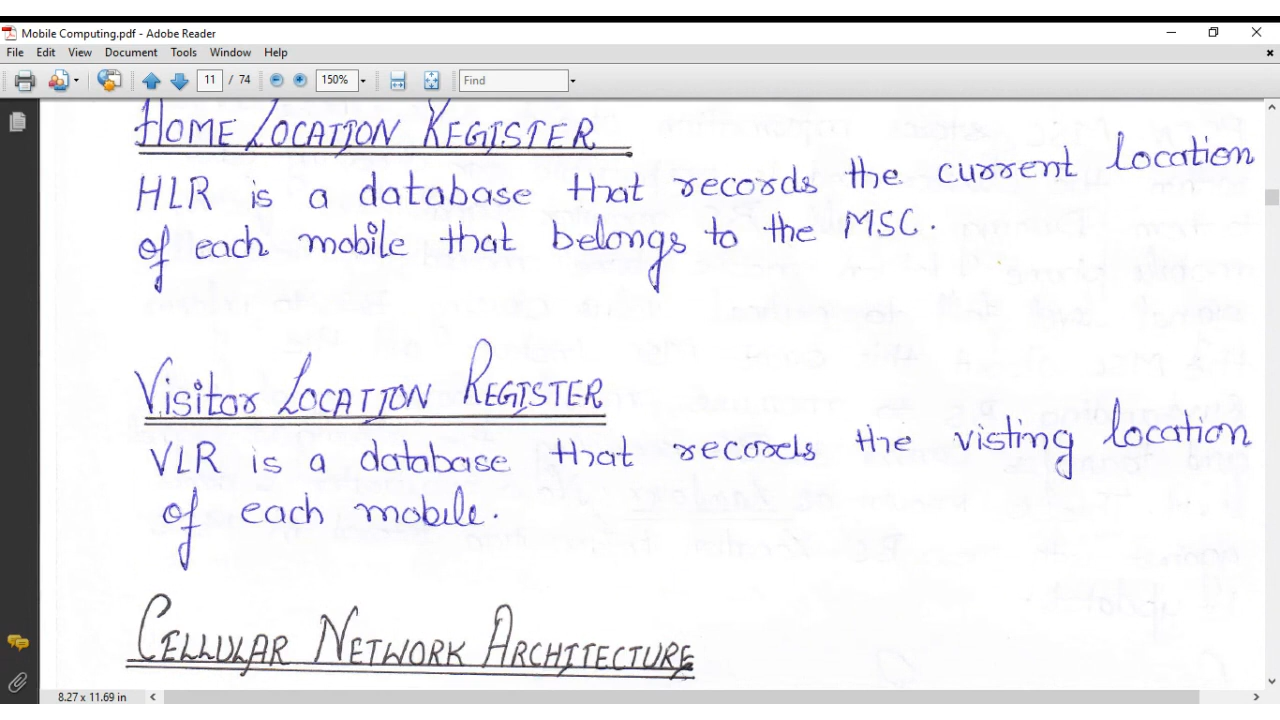 Mobile Computing.pdf - Adobe Reader
File Edit View Document Tools Window Help
11 / 74 150% Find
HOME LOCATION REGISTER
HLR is a database that records the current location
of each mobile that belongs to the MSC.
Visitor LOCATION REGISTER
VLR is a database that records the visting location
of each mobile.
CELLULAR NETWORK ARCHITECTURE
8.27 x 11.69 in